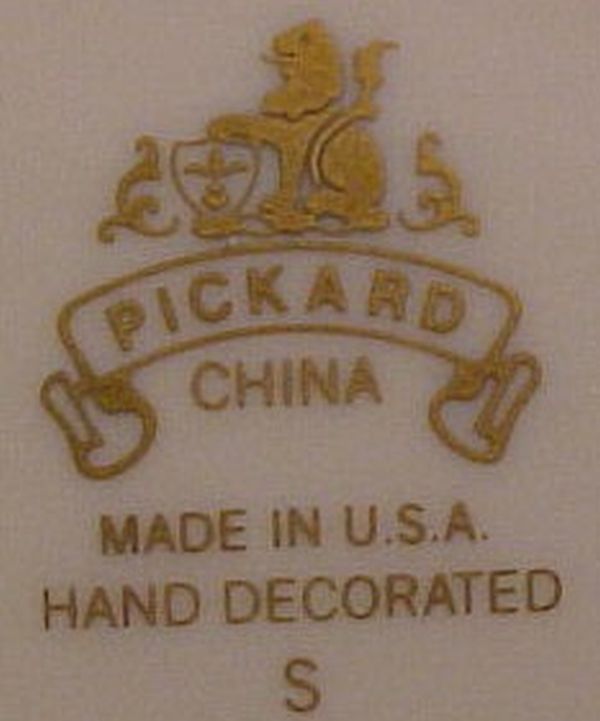 PICKARD
CHINA
MADE IN U.S.A.
HAND DECORATED
S